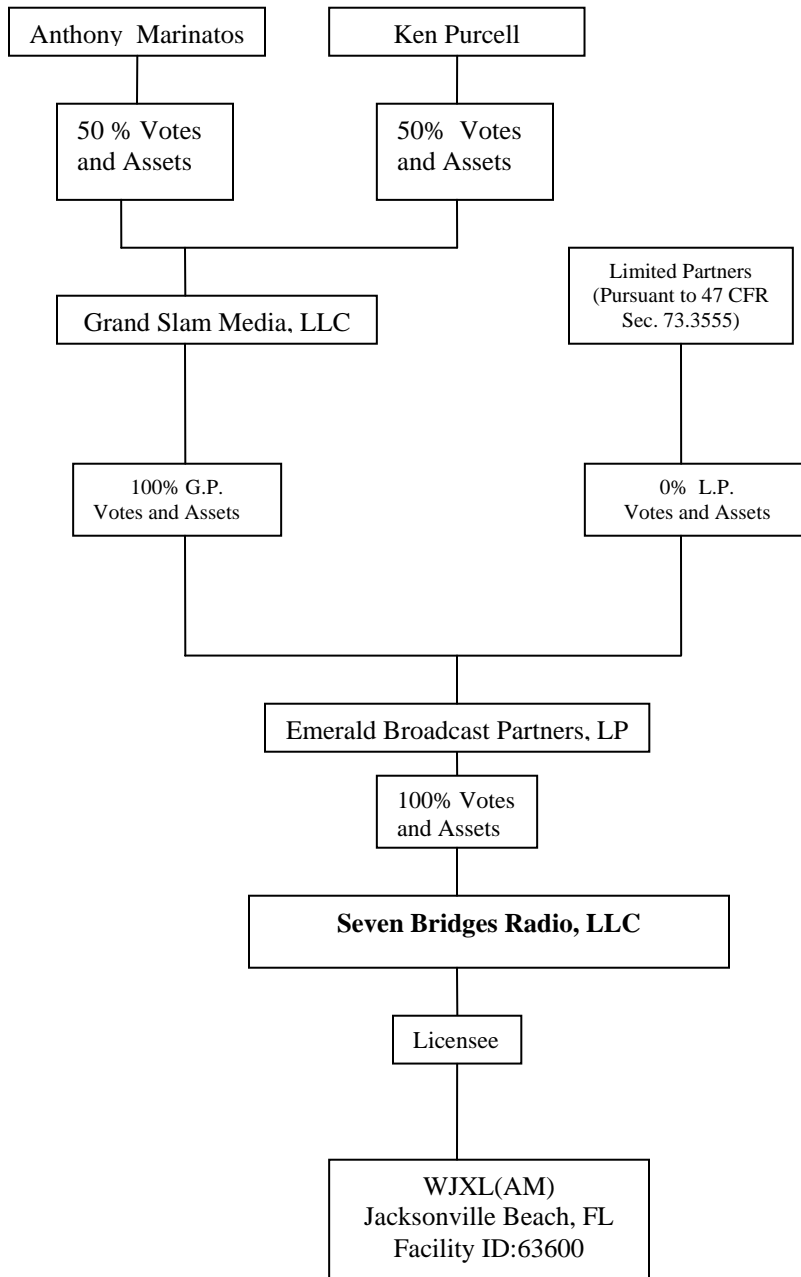 Anthony Marinatos
Ken Purcell
50 % Votes
and Assets
50% Votes
and Assets
Limited Partners
(Pursuant to 47 CFR
Sec. 73.3555)
Grand Slam Media, LLC
100% G.P.
Votes and Assets
0% L.P.
Votes and Assets
Emerald Broadcast Partners, LP
100% Votes
and Assets
Seven Bridges Radio, LLC
Licensee
WJXL(AM)
Jacksonville Beach, FL
Facility ID:63600